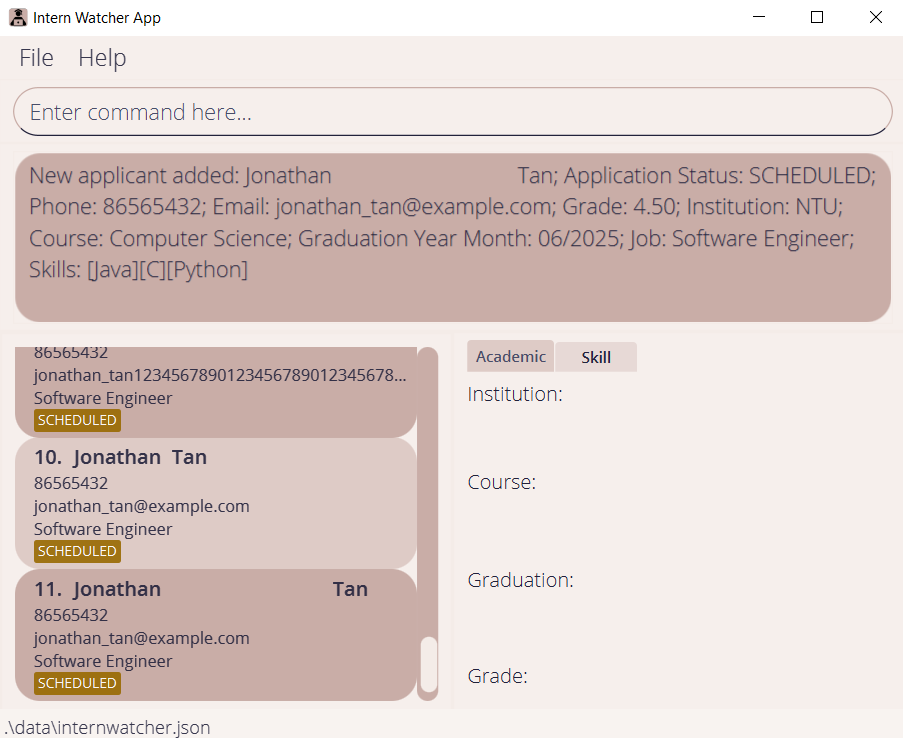 Intern Watcher App
File Help
Enter command here...
New applicant added: Jonathan                         Tan; Application Status: SCHEDULED;
Phone: 86565432; Email: jonathan_tan@example.com; Grade: 4.50; Institution: NTU;
Course: Computer Science; Graduation Year Month: 06/2025; Job: Software Engineer;
Skills: [Java][C][Python]
86565432
jonathan_tan1234567890123456789012345678...
Software Engineer
SCHEDULED
10. Jonathan  Tan
86565432
jonathan_tan@example.com
Software Engineer
SCHEDULED
11. Jonathan                         Tan
86565432
jonathan_tan@example.com
Software Engineer
SCHEDULED
Academic Skill
Institution:
Course:
Graduation:
Grade:
.\data\internwatcher.json